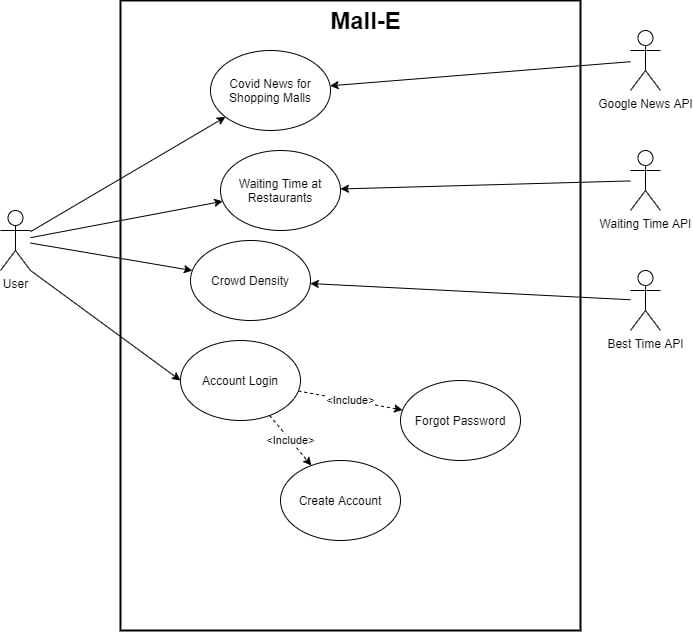 Mall-E
Covid News for
Shopping Malls
Google News API
Waiting Time at
Restaurants
Waiting Time API
User
Crowd Density
Best Time API
Account Login
<Include>
Forgot Password
<Include>
Create Account